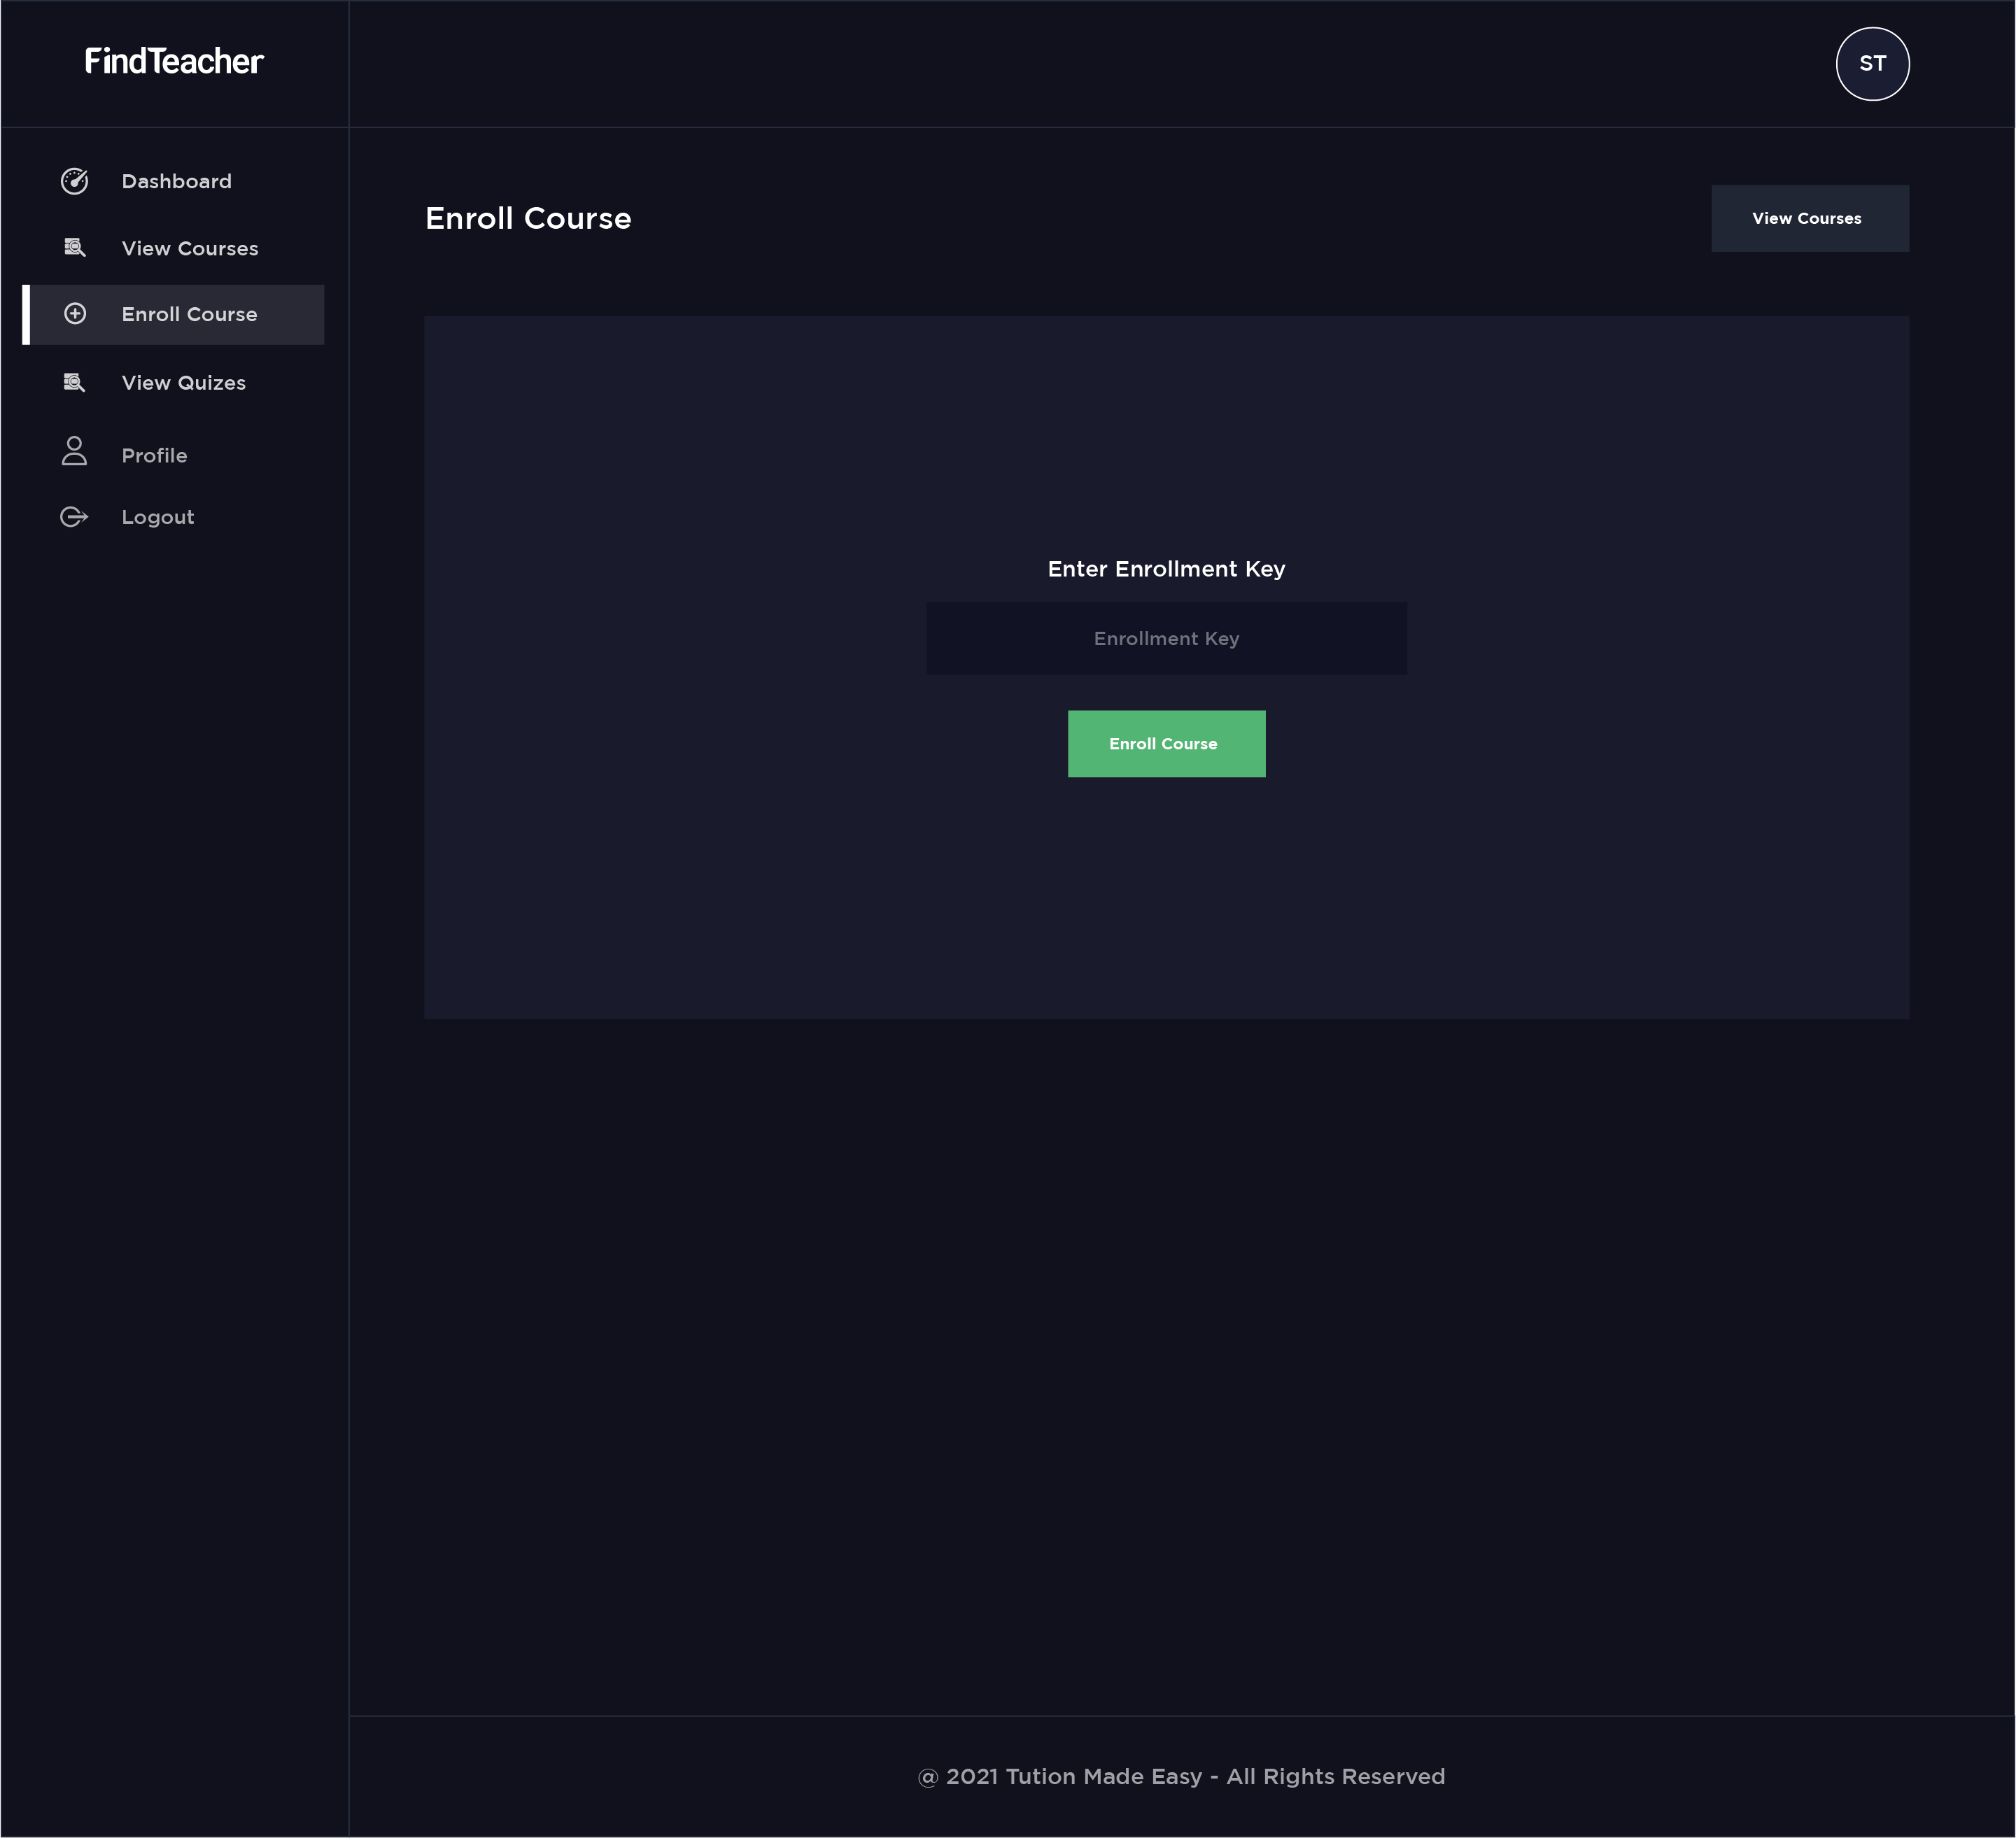 FindTeacher
ST
Dashboard
View Courses
Enroll Course
View Quizes
Profile
Logout
Enroll Course
View Courses
Enter Enrollment Key
Enrollment Key
Enroll Course
@ 2021 Tution Made Easy - All Rights Reserved